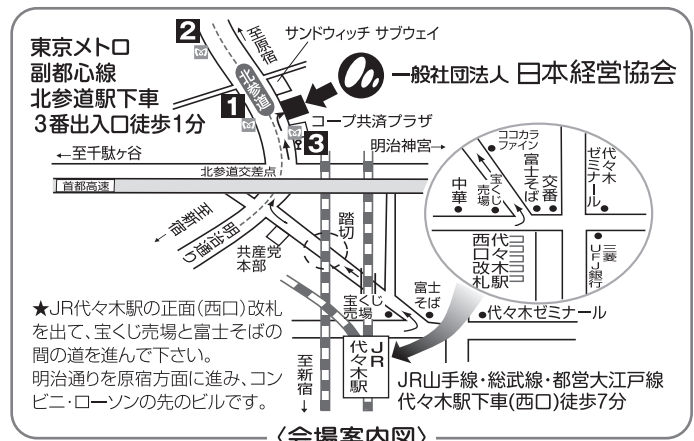 東京メトロ
副都心線
北参道駅下車
3番出入口徒歩1分
2
至原宿
サンドウィッチ サブウェイ
北参道
1
3
一般社団法人 日本経営協会
コープ共済プラザ
明治神宮→
←至千駄ヶ谷
北参道交差点
首都高速
至新宿
明治通り
共産党
本部
踏切
宝くじ
売場
富士
そば
代々木ゼミナール
ココカラ
ファイン
中華
宝くじ
売場
富士そば
交番
代々木
ゼミナール
代々木駅
西口改札
三菱
UFJ銀行
★JR代々木駅の正面(西口)改札
を出て、宝くじ売場と富士そばの
間の道を進んで下さい。
明治通りを原宿方面に進み、コン
ビニ・ローソンの先のビルです。
至新宿↓
JR
代々木駅
JR山手線・総武線・都営大江戸線
代々木駅下車(西口)徒歩7分
〈会場案内図〉